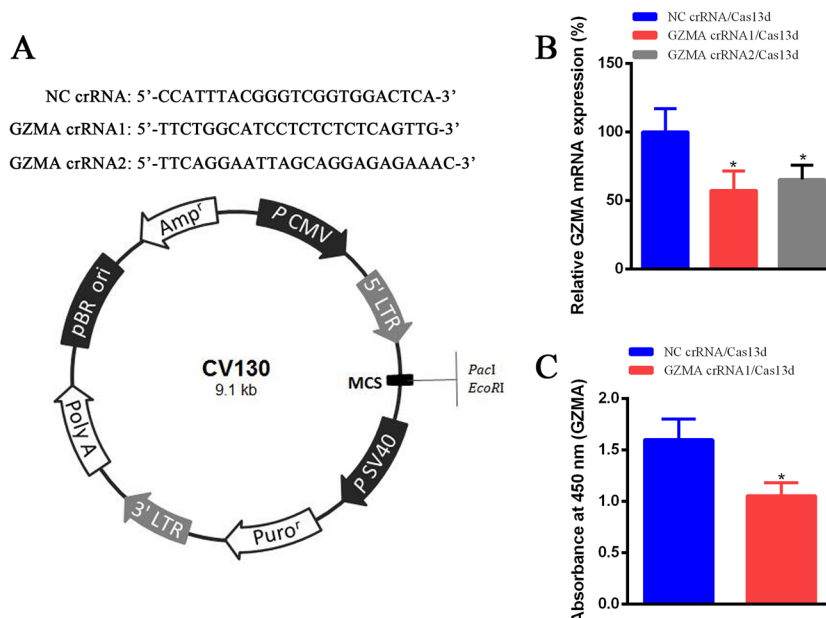 A
NC crRNA: 5’-CCATTTACGGGTCGGTGGACTCA-3’
GZMA crRNA1: 5’-TTCTGGCATCCTCTCTCTCAGTTG-3’
GZMA crRNA2: 5’-TTCAGGAATTAGCAGGAGAGAAAC-3’
Ampʳ
P CMV
5' LTR
pBR ori
CV130
9.1 kb
MCS
PacI
EcoRI
Poly A
P SV40
3' LTR
Puroʳ
B
NC crRNA/Cas13d
GZMA crRNA1/Cas13d
GZMA crRNA2/Cas13d
Relative GZMA mRNA expression (%)
150
100
50
0
*
*
C
NC crRNA/Cas13d
GZMA crRNA1/Cas13d
Absorbance at 450 nm (GZMA)
2.0
1.5
1.0
0.5
0.0
*